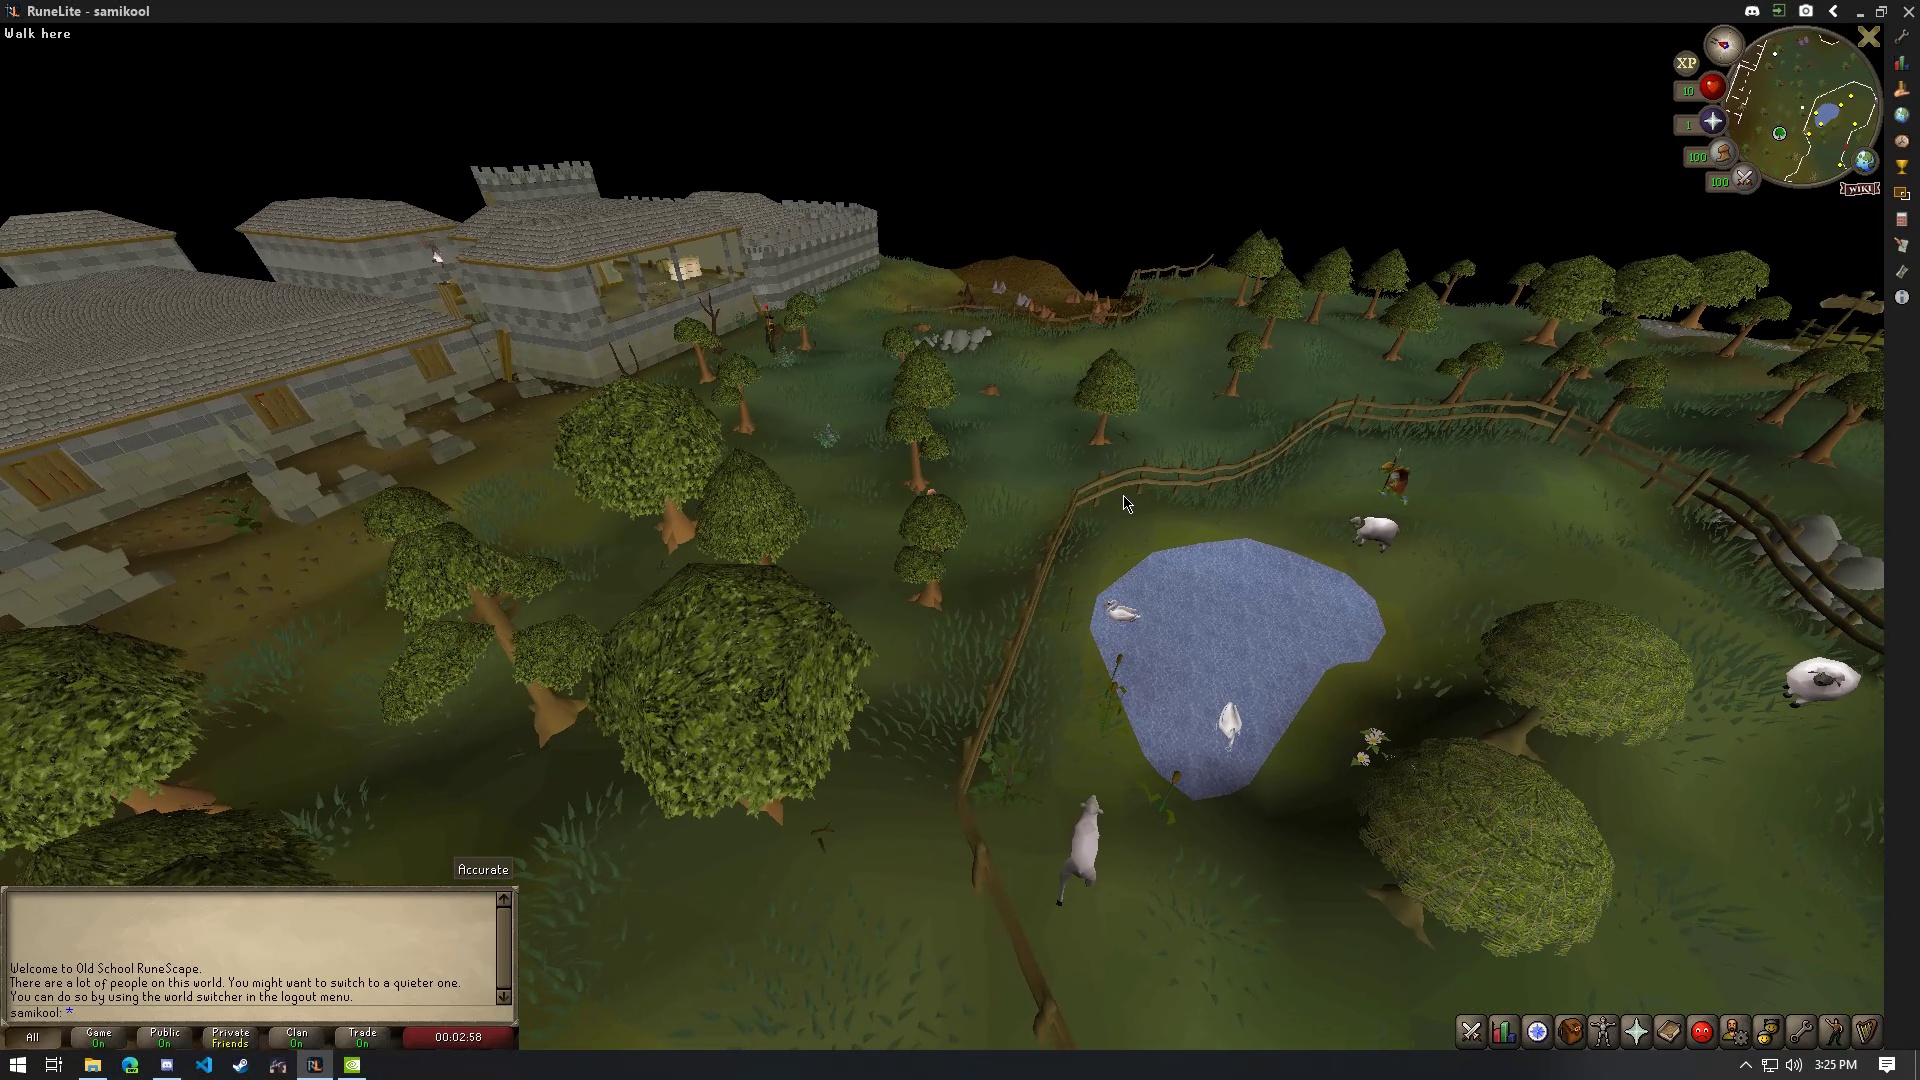 RuneLite - samikool
Walk here
XP
10
1
100
100
WIKI
Accurate
Welcome to Old School RuneScape.
There are a lot of people on this world. You might want to switch to a quieter one.
You can do so by using the world switcher in the logout menu.
samikool: *
All
Game
On
Public
On
Private
Friends
Clan
On
Trade
On
00:02:58
3:25 PM